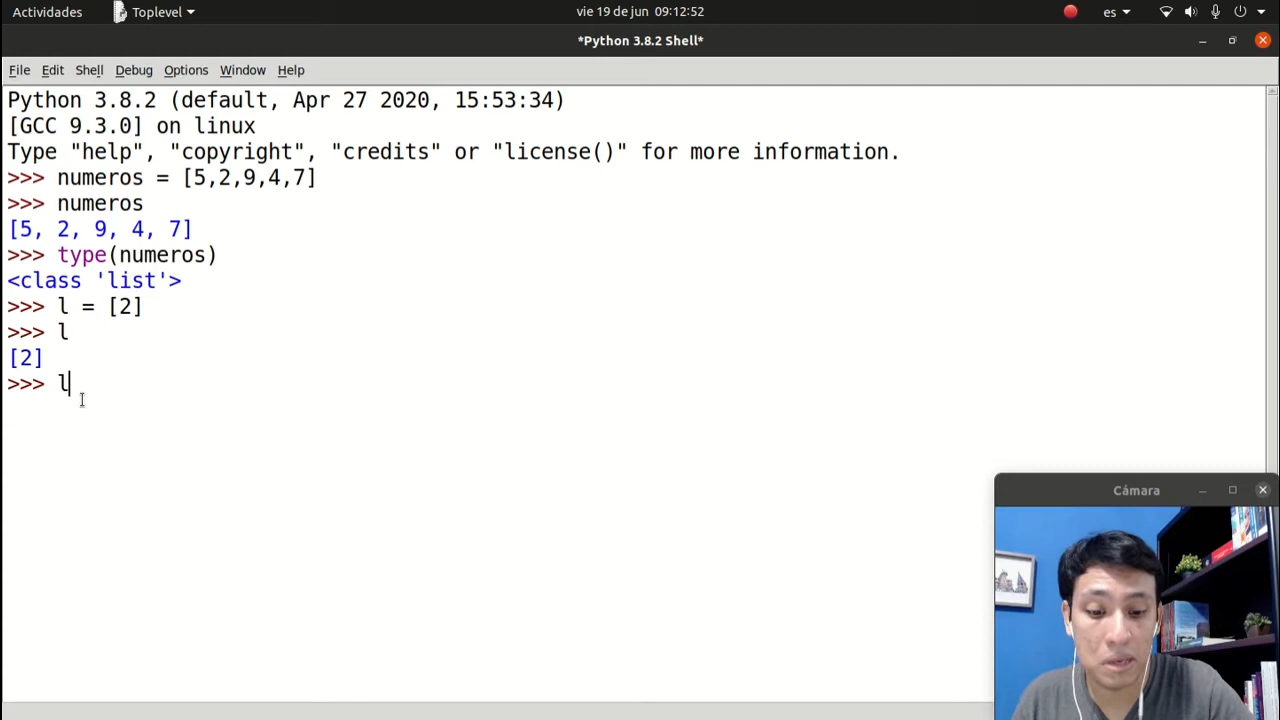 Actividades Toplevel vie 19 de jun 09:12:52 es
*Python 3.8.2 Shell*
File Edit Shell Debug Options Window Help
Python 3.8.2 (default, Apr 27 2020, 15:53:34)
[GCC 9.3.0] on linux
Type "help", "copyright", "credits" or "license()" for more information.
>>> numeros = [5,2,9,4,7]
>>> numeros
[5, 2, 9, 4, 7]
>>> type(numeros)
<class 'list'>
>>> l = [2]
>>> l
[2]
>>> l
Cámara